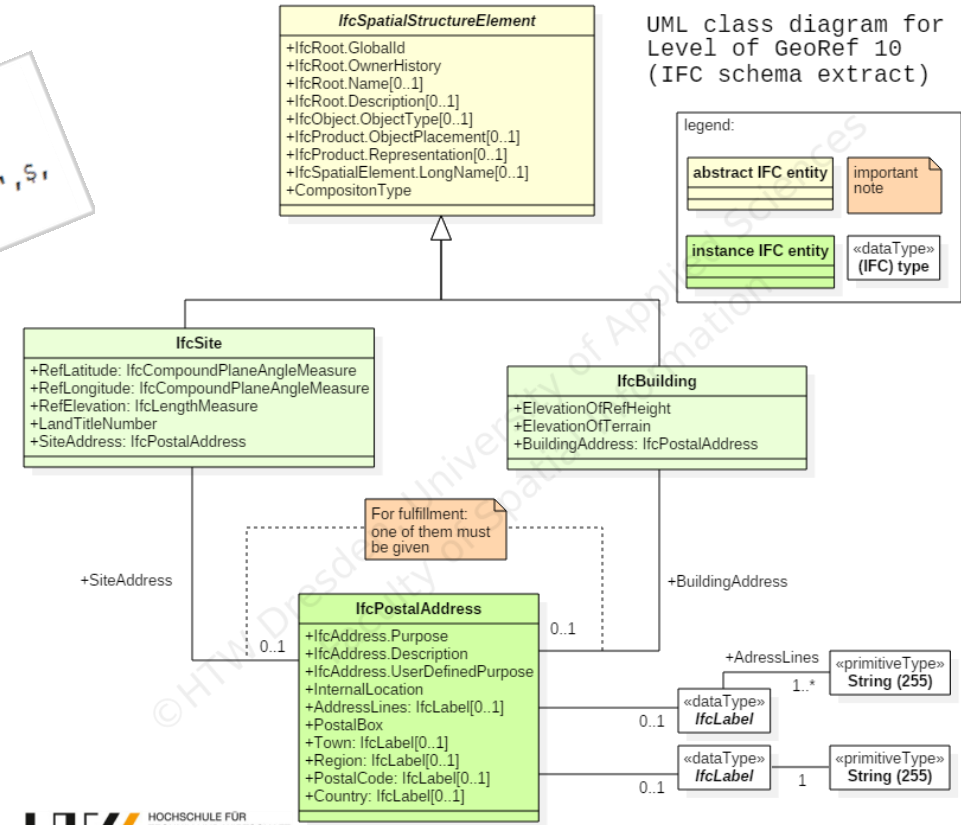 IfcSpatialStructureElement
+IfcRoot.GlobalId
+IfcRoot.OwnerHistory
+IfcRoot.Name[0..1]
+IfcRoot.Description[0..1]
+IfcObject.ObjectType[0..1]
+IfcProduct.ObjectPlacement[0..1]
+IfcProduct.Representation[0..1]
+IfcSpatialElement.LongName[0..1]
+CompositonType
UML class diagram for
Level of GeoRef 10
(IFC schema extract)
legend:
abstract IFC entity
important
note
instance IFC entity
«dataType»
(IFC) type
,$,
IfcSite
+RefLatitude: IfcCompoundPlaneAngleMeasure
+RefLongitude: IfcCompoundPlaneAngleMeasure
+RefElevation: IfcLengthMeasure
+LandTitleNumber
+SiteAddress: IfcPostalAddress
IfcBuilding
+ElevationOfRefHeight
+ElevationOfTerrain
+BuildingAddress: IfcPostalAddress
For fulfillment:
one of them must
be given
+SiteAddress
+BuildingAddress
0..1
0..1
IfcPostalAddress
+IfcAddress.Purpose
+IfcAddress.Description
+IfcAddress.UserDefinedPurpose
+InternalLocation
+AddressLines: IfcLabel[0..1]
+PostalBox
+Town: IfcLabel[0..1]
+Region: IfcLabel[0..1]
+PostalCode: IfcLabel[0..1]
+Country: IfcLabel[0..1]
+AdressLines
1..*
«primitiveType»
String (255)
0..1
«dataType»
IfcLabel
0..1
«dataType»
IfcLabel
1
«primitiveType»
String (255)
©HTW Dresden, University of Applied Sciences
Faculty of Spatial Information
HOCHSCHULE FÜR